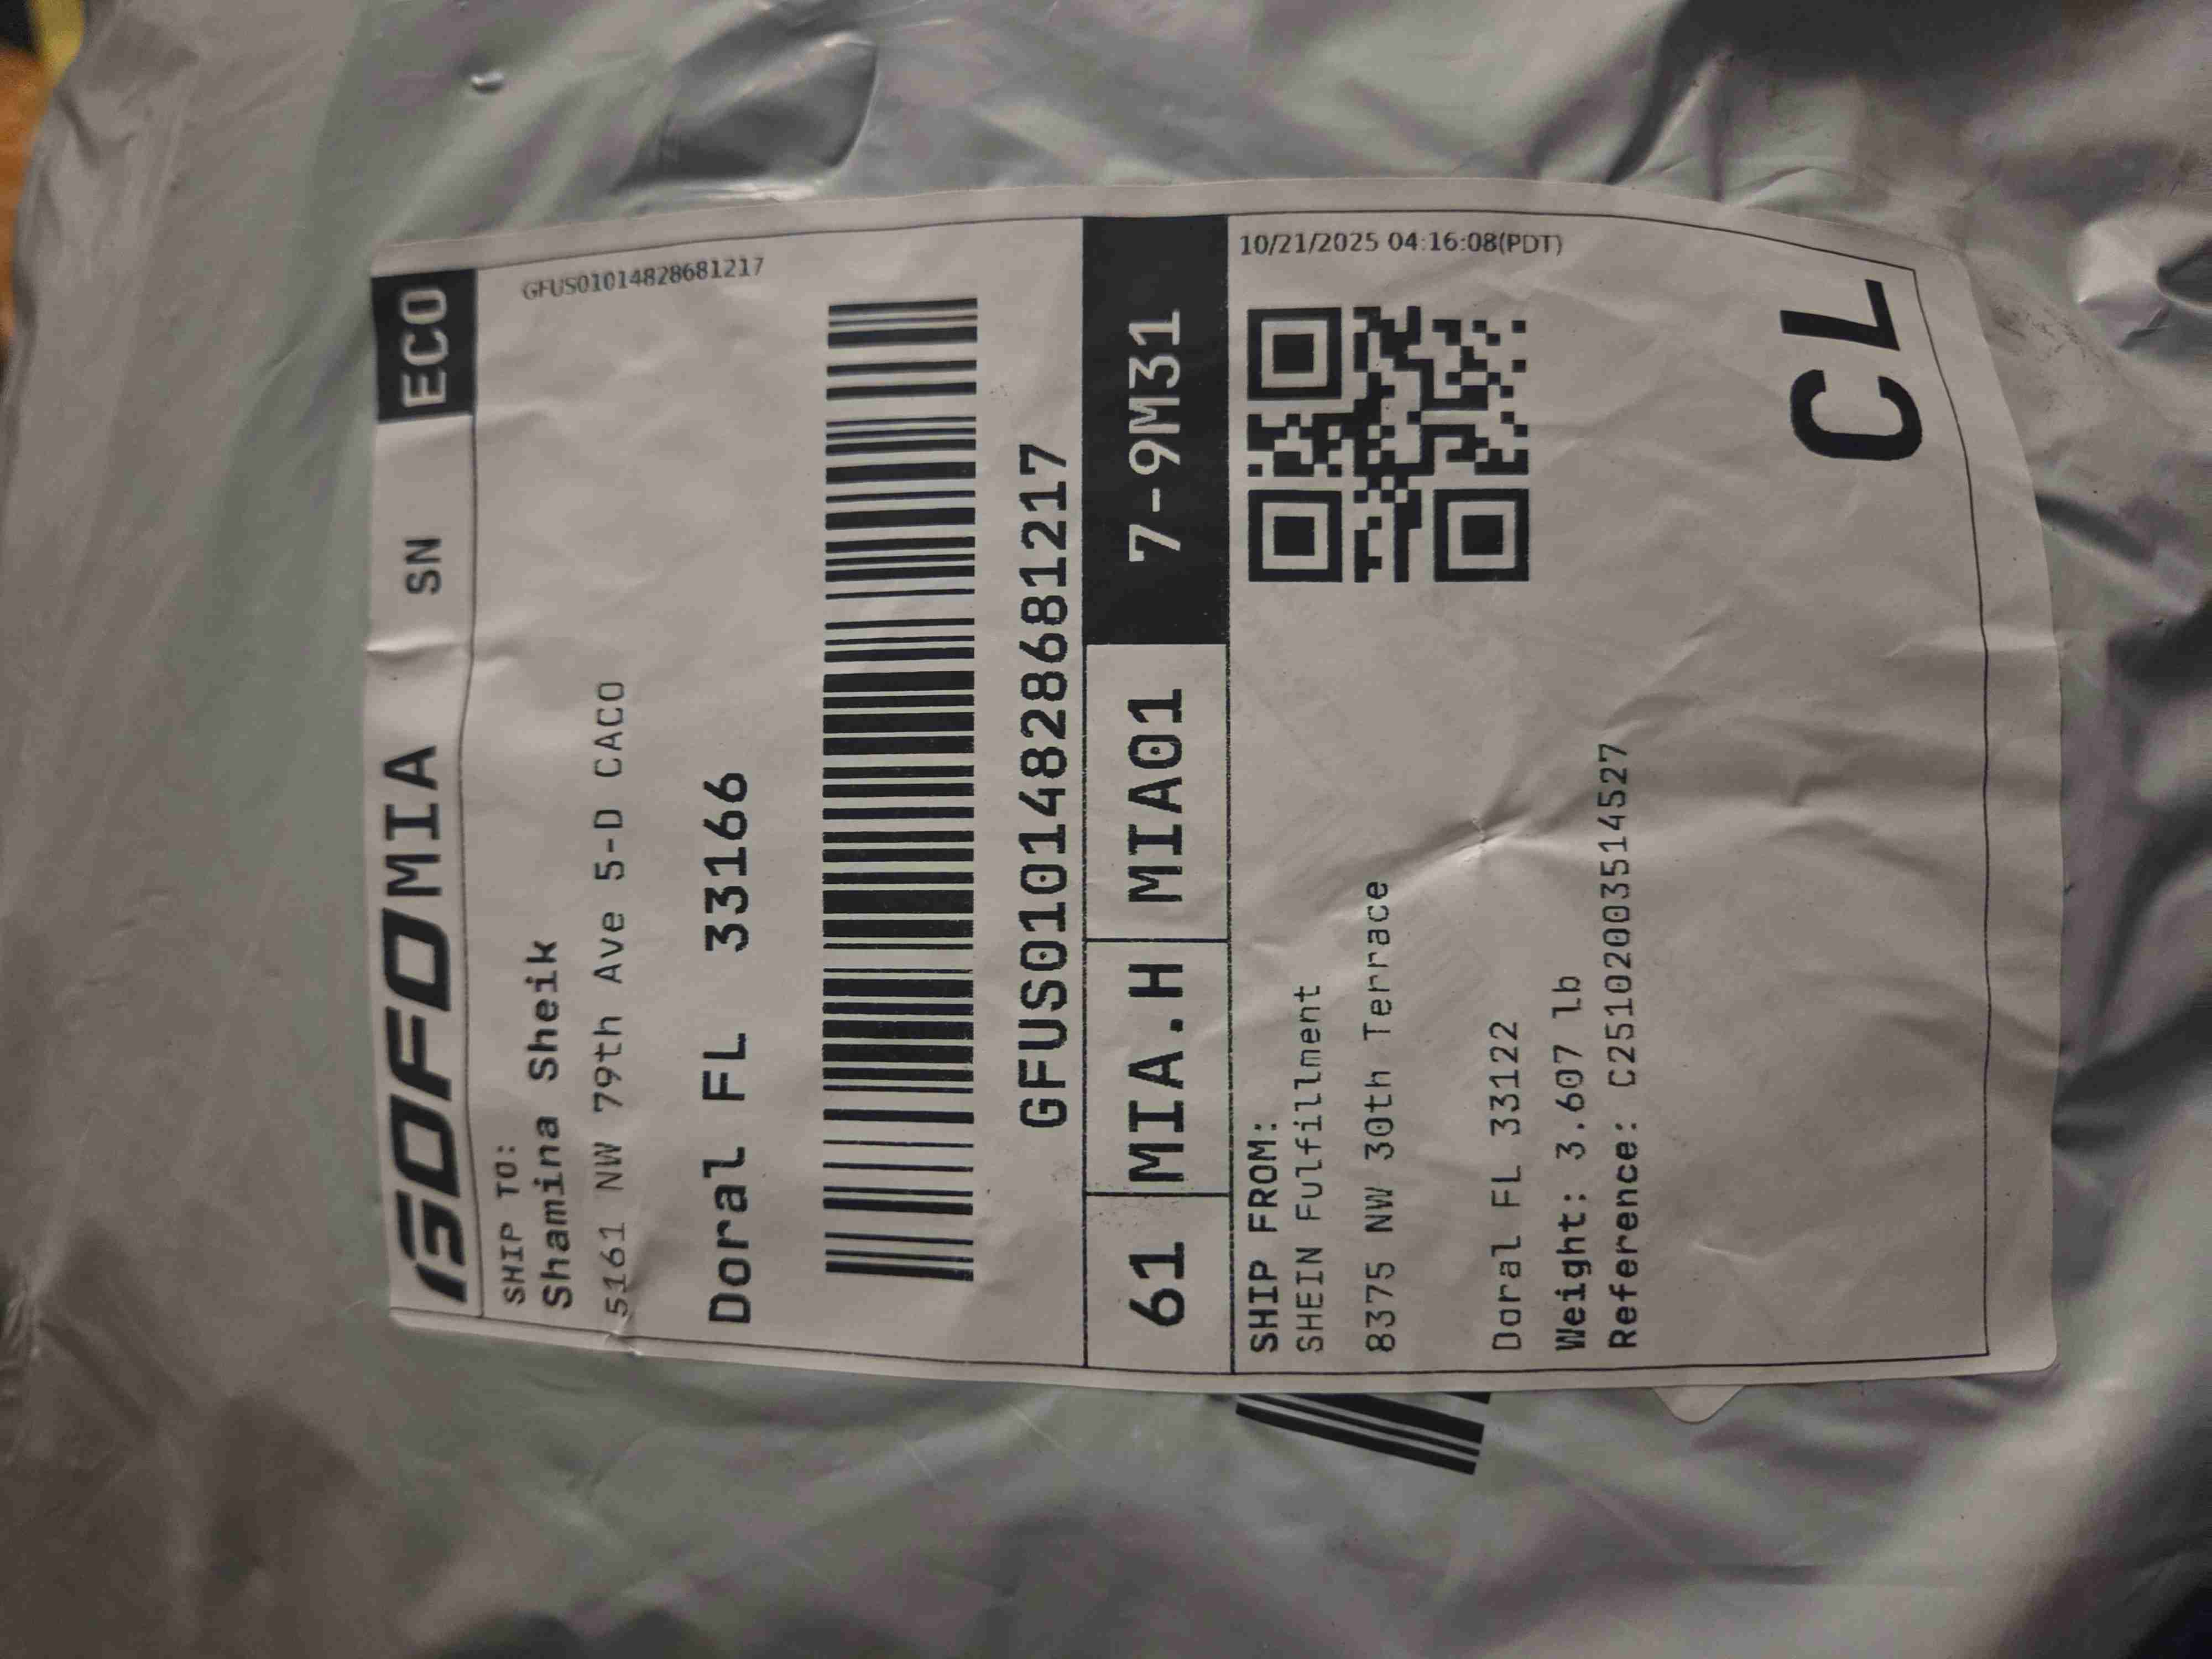 GOFO MIA SN ECO
GFUS01014828681217
SHIP TO:
Shamina Sheik
5161 NW 79th Ave 5-D CACO
Doral FL 33166
GFUS01014828681217
61 MIA.H MIA01 7-9M31
10/21/2025 04:16:08(PDT)
SHIP FROM:
SHEIN Fulfillment
8375 NW 30th Terrace
Doral FL 33122
Weight: 3.607 lb
Reference: C25102003514527
CL